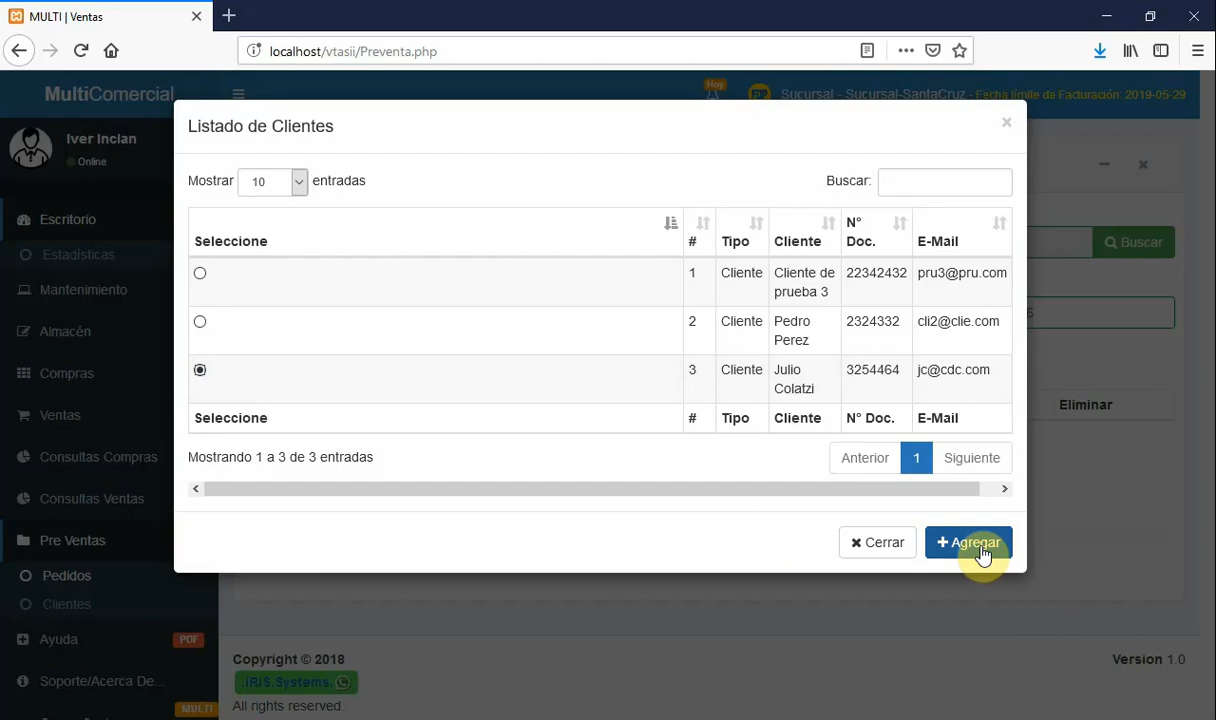 MULTI | Ventas
localhost/vtasii/Preventa.php
MultiComercial
Hoy
Sucursal - Sucursal-SantaCruz - Fecha límite de Facturación: 2019-05-29
Iver Inclan
Online
Escritorio
Estadísticas
Mantenimiento
Almacén
Compras
Ventas
Consultas Compras
Consultas Ventas
Pre Ventas
Pedidos
Clientes
Ayuda PDF
Soporte/Acerca De...
MULTI
Listado de Clientes
Mostrar 10 entradas Buscar:
Seleccione # Tipo Cliente N° Doc. E-Mail
1 Cliente Cliente de prueba 3 22342432 pru3@pru.com
2 Cliente Pedro Perez 2324332 cli2@clie.com
3 Cliente Julio Colatzi 3254464 jc@cdc.com
Seleccione # Tipo Cliente N° Doc. E-Mail
Mostrando 1 a 3 de 3 entradas Anterior 1 Siguiente
Cerrar Agregar
Buscar
Eliminar
Copyright © 2018
.iRiS.Systems.
All rights reserved.
Version 1.0